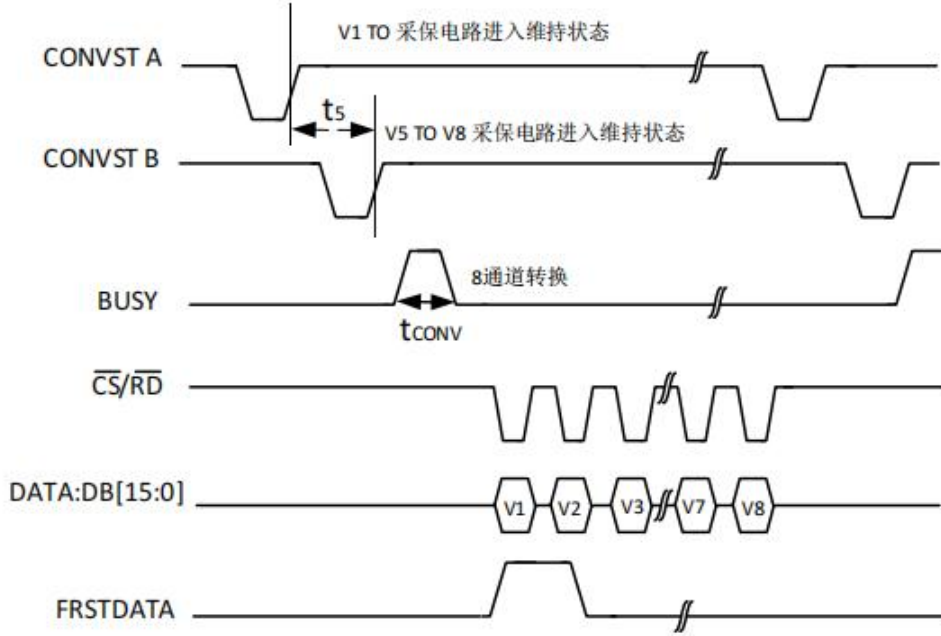 V1 TO 采保电路进入维持状态
CONVST A
t5
V5 TO V8 采保电路进入维持状态
CONVST B
8通道转换
BUSY
tCONV
CS/RD
DATA:DB[15:0]
V1 V2 V3 V7 V8
FRSTDATA